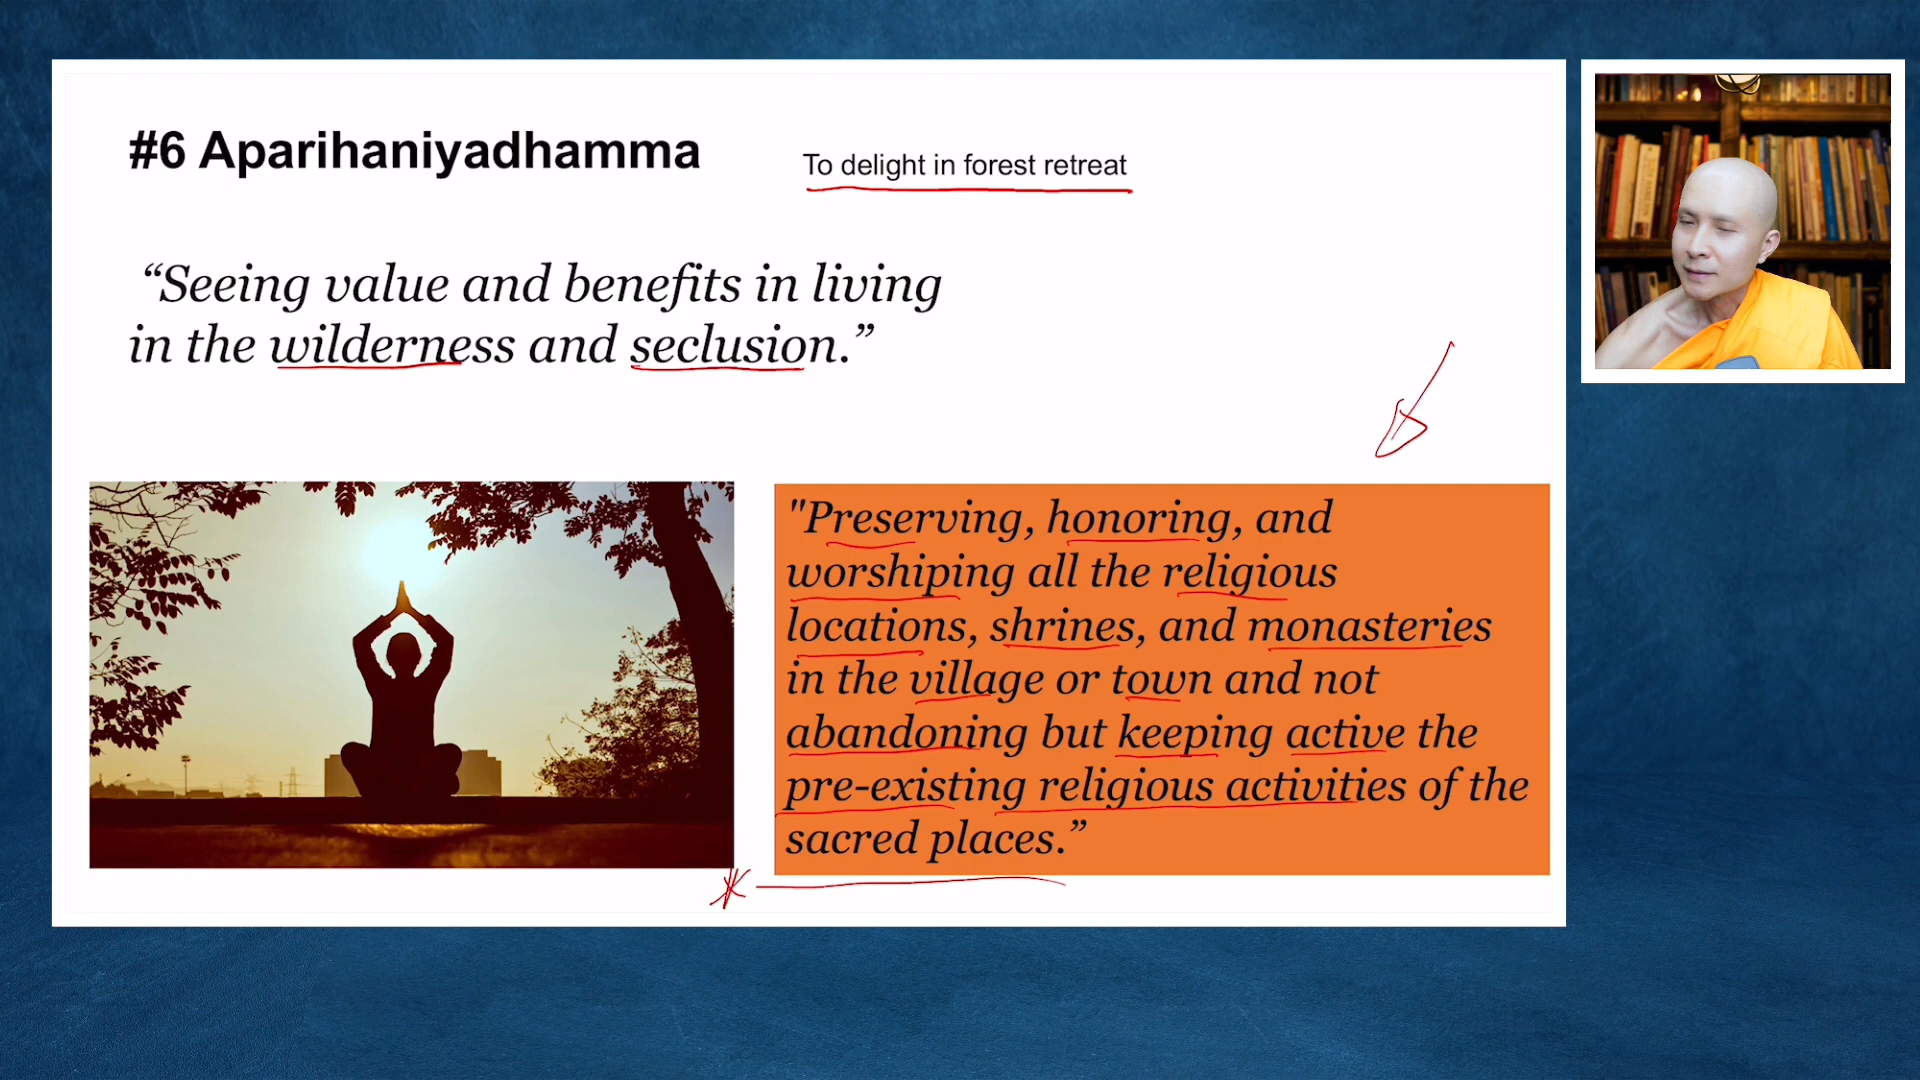 #6 Aparihaniyadhamma
To delight in forest retreat
“Seeing value and benefits in living
in the wilderness and seclusion.”
"Preserving, honoring, and
worshiping all the religious
locations, shrines, and monasteries
in the village or town and not
abandoning but keeping active the
pre-existing religious activities of the
sacred places.”